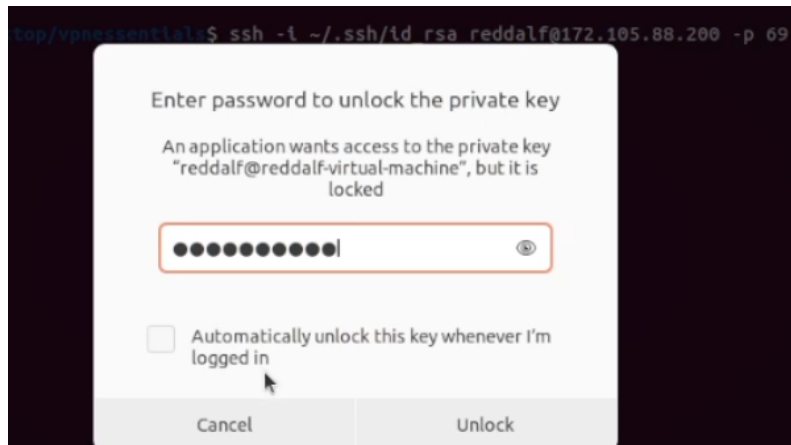 top/vpnessentials$ ssh -i ~/.ssh/id_rsa reddalf@172.105.88.200 -p 69
Enter password to unlock the private key
An application wants access to the private key
“reddalf@reddalf-virtual-machine”, but it is
locked
Automatically unlock this key whenever I'm
logged in
Cancel Unlock